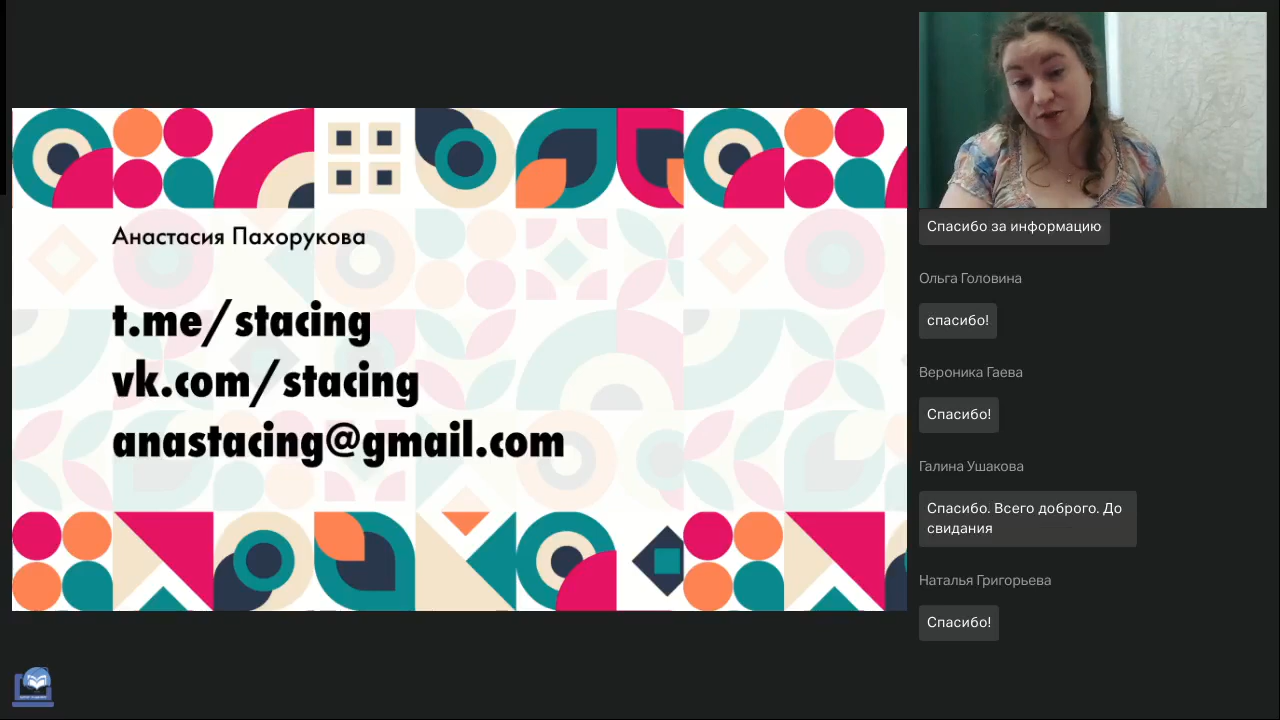 Анастасия Пахорукова
t.me/stacing
vk.com/stacing
anastacing@gmail.com
Спасибо за информацию
Ольга Головина
спасибо!
Вероника Гаева
Спасибо!
Галина Ушакова
Спасибо. Всего доброго. До
свидания
Наталья Григорьева
Спасибо!